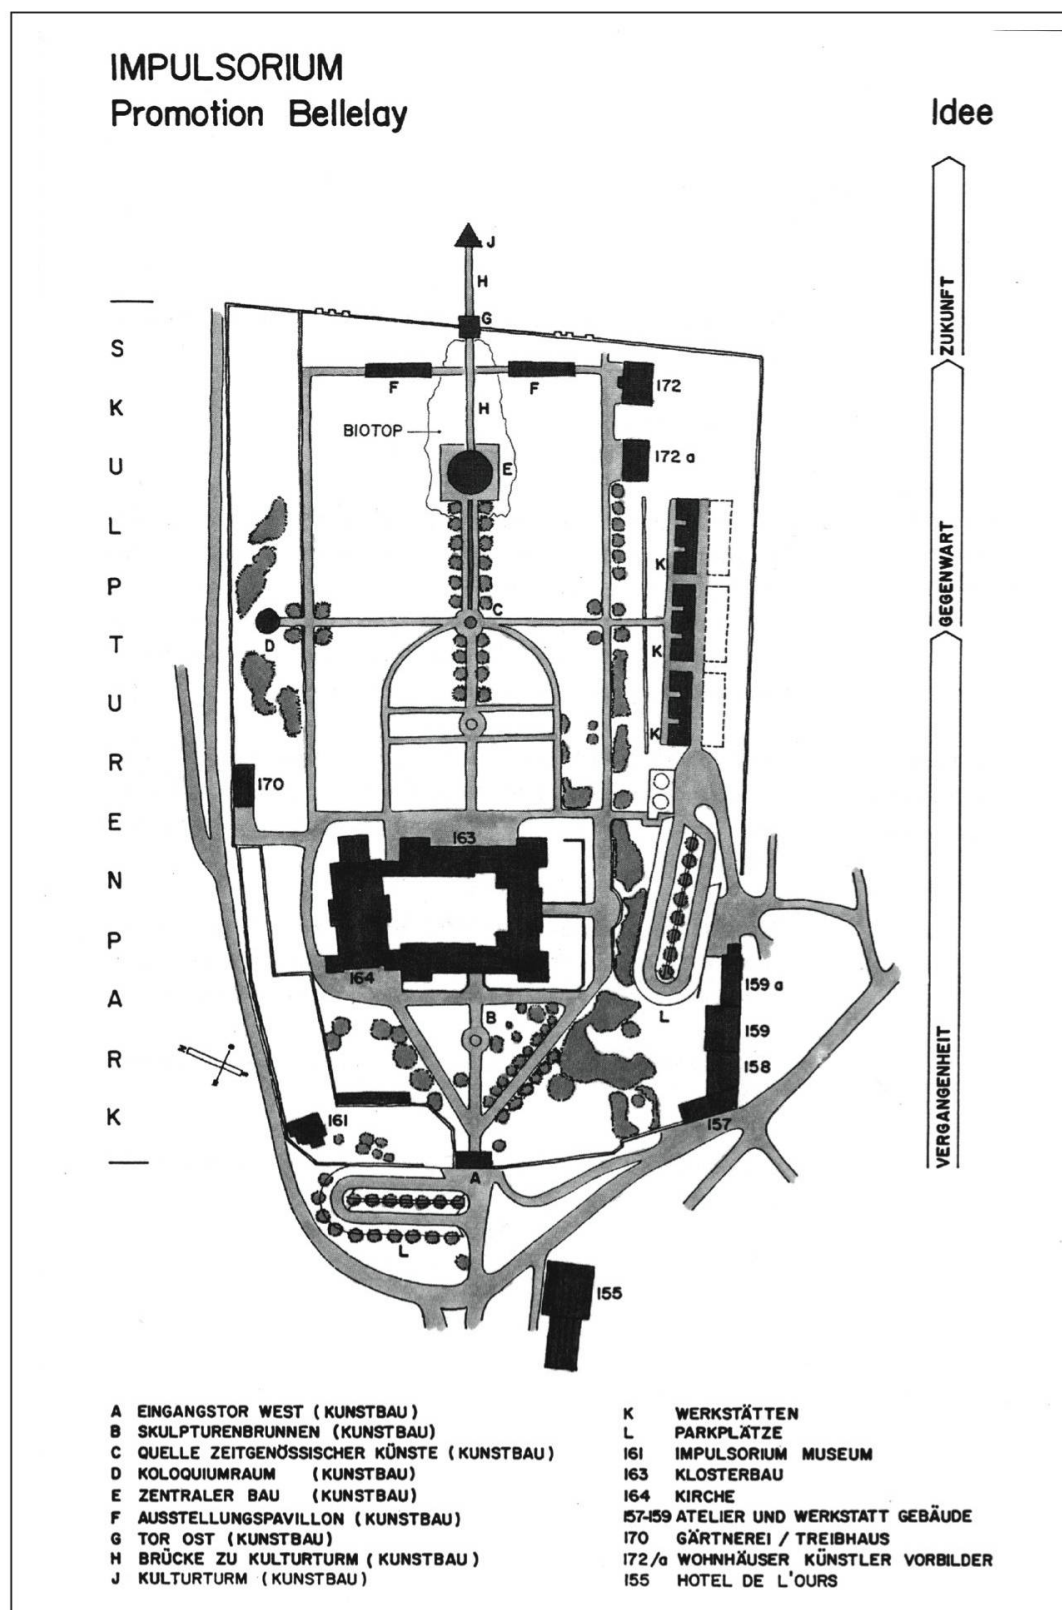 IMPULSORIUM
Promotion Bellelay
Idee
J
H
G
ZUKUNFT
F
F
172
H
BIOTOP
172 a
E
GEGENWART
K
C
D
K
K
170
163
164
159 a
B
L
159
158
161
157
VERGANGENHEIT
A
L
155
SKULPTURENPARK
A EINGANGSTOR WEST (KUNSTBAU)
B SKULPTURENBRUNNEN (KUNSTBAU)
C QUELLE ZEITGENÖSSISCHER KÜNSTE (KUNSTBAU)
D KOLOQUIUMRAUM (KUNSTBAU)
E ZENTRALER BAU (KUNSTBAU)
F AUSSTELLUNGSPAVILLON (KUNSTBAU)
G TOR OST (KUNSTBAU)
H BRÜCKE ZU KULTURTURM (KUNSTBAU)
J KULTURTURM (KUNSTBAU)
K WERKSTÄTTEN
L PARKPLÄTZE
161 IMPULSORIUM MUSEUM
163 KLOSTERBAU
164 KIRCHE
157-159 ATELIER UND WERKSTATT GEBÄUDE
170 GÄRTNEREI / TREIBHAUS
172/a WOHNHÄUSER KÜNSTLER VORBILDER
155 HOTEL DE L'OURS